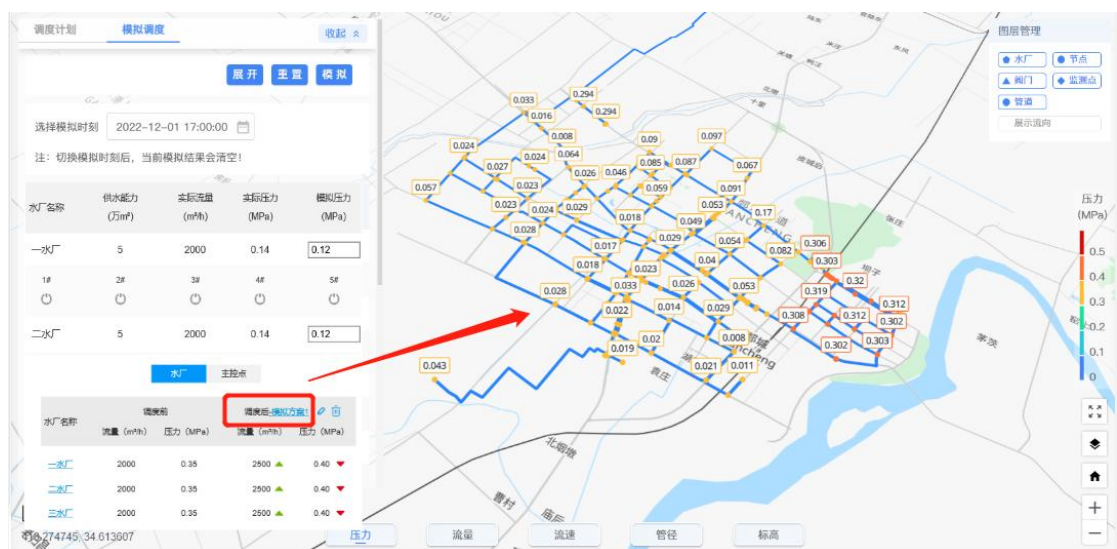 调度计划 模拟调度 收起
展开 重置 模拟
选择模拟时刻 2022-12-01 17:00:00
注：切换模拟时刻后，当前模拟结果会清空！
水厂名称 供水能力 (万m³) 实际流量 (m³/h) 实际压力 (MPa) 模拟压力 (MPa)
一水厂 5 2000 0.14 0.12
1# 2# 3# 4# 5#
二水厂 5 2000 0.14 0.12
水厂 主控点
水厂名称 调度前 调度后-模拟方案1
流量 (m³/h) 压力 (MPa) 流量 (m³/h) 压力 (MPa)
一水厂 2000 0.35 2500 0.40
二水厂 2000 0.35 2500 0.40
三水厂 2000 0.35 2500 0.40
274745, 34.613607
压力 流量 流速 管径 标高
图层管理
水厂 节点
阀门 监测点
管道
展示流向
压力
(MPa)
0.5
0.4
0.3
0.2
0.1
0
0.033 0.294
0.016 0.294
0.008 0.09 0.097
0.024 0.024 0.064
0.027 0.026 0.046 0.085 0.087 0.067
0.057 0.023 0.059 0.091
0.023 0.024 0.029 0.018 0.053 0.17
0.028 0.049
0.017 0.029 0.054 0.082 0.306
0.018 0.023 0.04 0.303
0.028 0.033 0.026 0.053 0.319 0.32
0.022 0.014 0.029 0.308 0.312 0.312
0.302
0.019 0.02 0.008 0.302 0.303
0.043 0.021 0.011
张庄
茅茨
袁庄
北烟墩
曹村
庙后